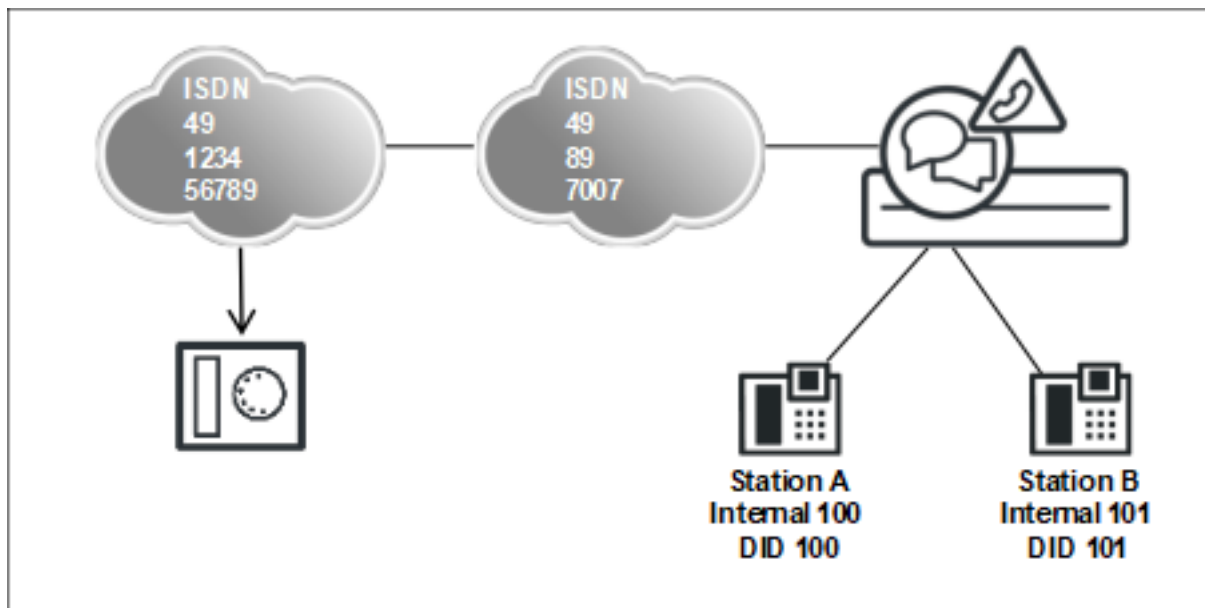 ISDN
49
1234
56789
ISDN
49
89
7007
Station A
Internal 100
DID 100
Station B
Internal 101
DID 101